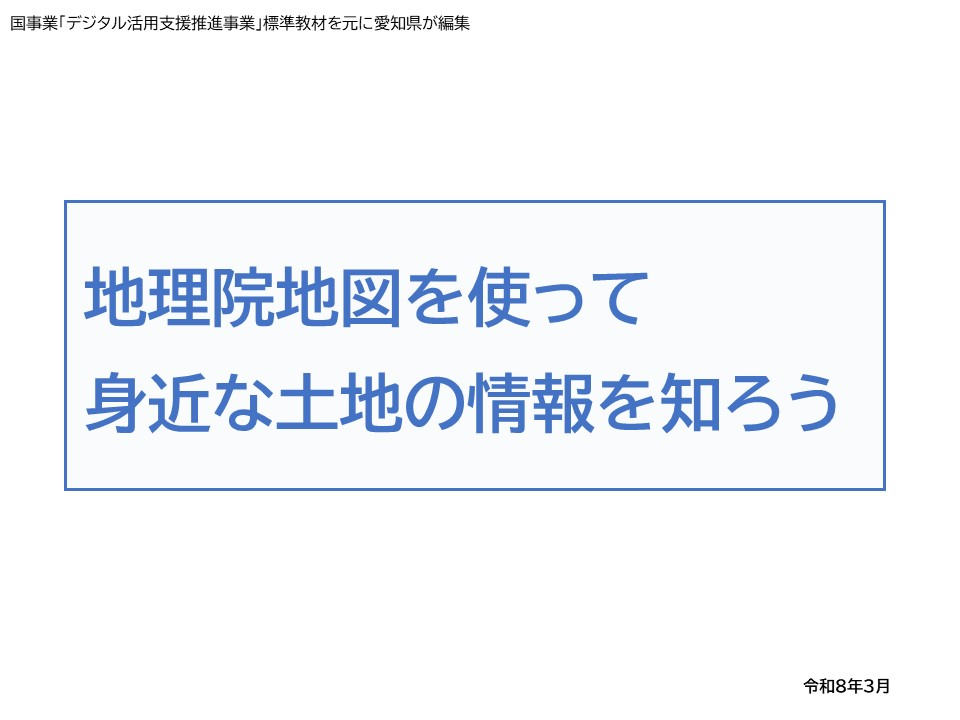 国事業「デジタル活用支援推進事業」標準教材を元に愛知県が編集
地理院地図を使って
身近な土地の情報を知ろう
令和8年3月